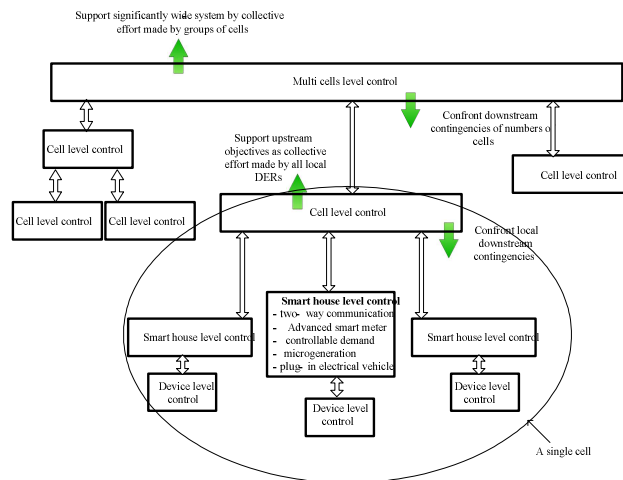 Support significantly wide system by collective
effort made by groups of cells
Multi cells level control
Confront downstream
contingencies of numbers o
cells
Cell level control
Support upstream
objectives as collective
effort made by all local
DERs
Cell level control
Cell level control
Cell level control
Cell level control
Confront local
downstream
contingencies
Smart house level control
- two- way communication
- Advanced smart meter
- controllable demand
- microgeneration
- plug- in electrical vehicle
Smart house level control
Smart house level control
Device level
control
Device level
control
Device level
control
A single cell